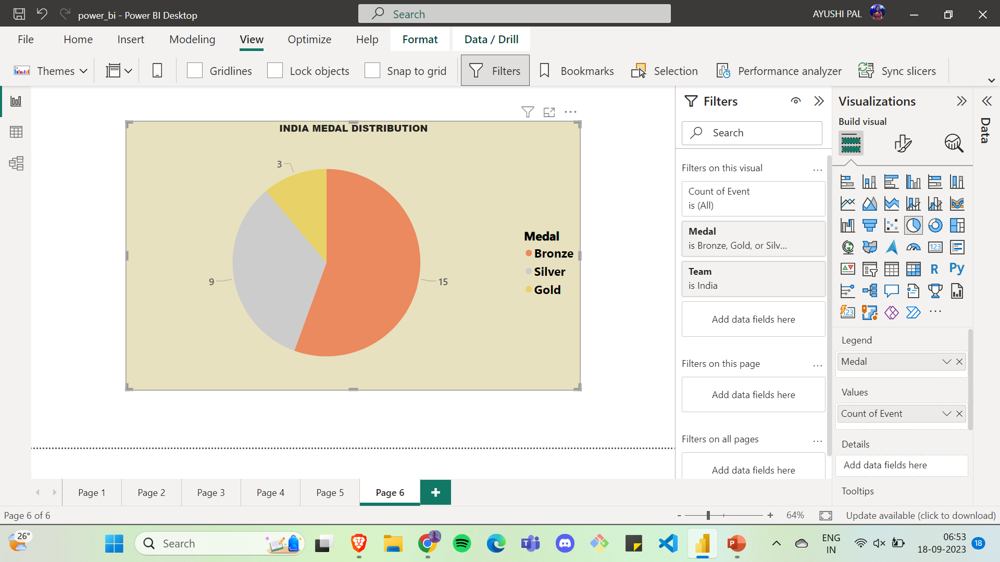 power_bi - Power BI Desktop
Search
AYUSHI PAL
File
Home
Insert
Modeling
View
Optimize
Help
Format
Data / Drill
Themes
Gridlines
Lock objects
Snap to grid
Filters
Bookmarks
Selection
Performance analyzer
Sync slicers
INDIA MEDAL DISTRIBUTION
3
9
15
Medal
Bronze
Silver
Gold
Filters
Search
Filters on this visual
Count of Event
is (All)
Medal
is Bronze, Gold, or Silv...
Team
is India
Add data fields here
Filters on this page
Add data fields here
Filters on all pages
Add data fields here
Visualizations
Build visual
123
R
Py
123
Legend
Medal
Values
Count of Event
Details
Add data fields here
Tooltips
Data
Page 1
Page 2
Page 3
Page 4
Page 5
Page 6
+
Page 6 of 6
- +
64%
Update available (click to download)
26°
Search
T
P
ENG
IN
06:53
18-09-2023
18